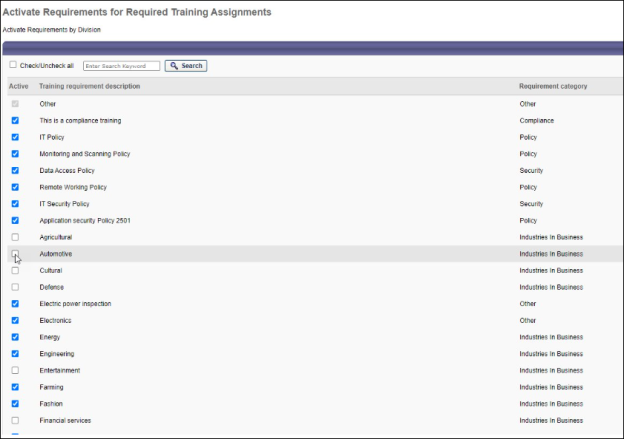 Activate Requirements for Required Training Assignments
Activate Requirements by Division
Check/Uncheck all Enter Search Keyword Search
Active Training requirement description Requirement category
Other Other
This is a compliance training Compliance
IT Policy Policy
Monitoring and Scanning Policy Policy
Data Access Policy Security
Remote Working Policy Policy
IT Security Policy Security
Application security Policy 2501 Policy
Agricultural Industries In Business
Automotive Industries In Business
Cultural Industries In Business
Defense Industries In Business
Electric power inspection Other
Electronics Other
Energy Industries In Business
Engineering Industries In Business
Entertainment Industries In Business
Farming Industries In Business
Fashion Industries In Business
Financial services Industries In Business